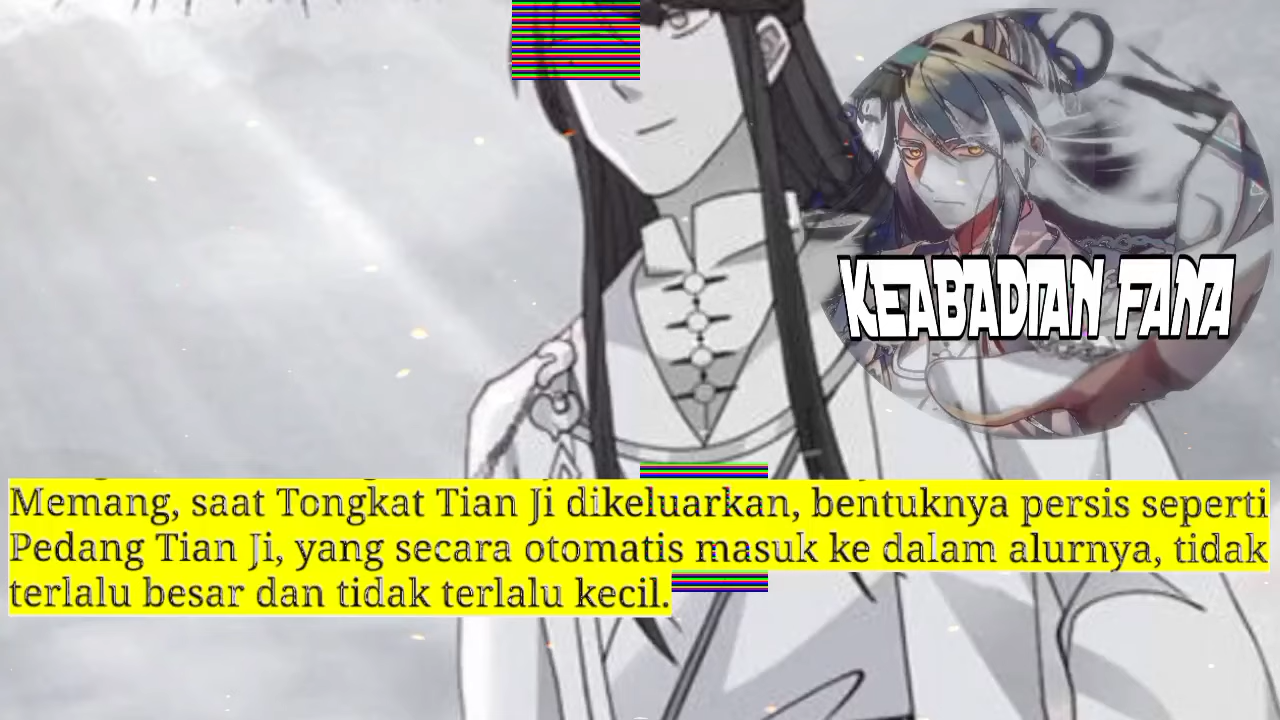 KEABADIAN FANA
Memang, saat Tongkat Tian Ji dikeluarkan, bentuknya persis seperti
Pedang Tian Ji, yang secara otomatis masuk ke dalam alurnya, tidak
terlalu besar dan tidak terlalu kecil.